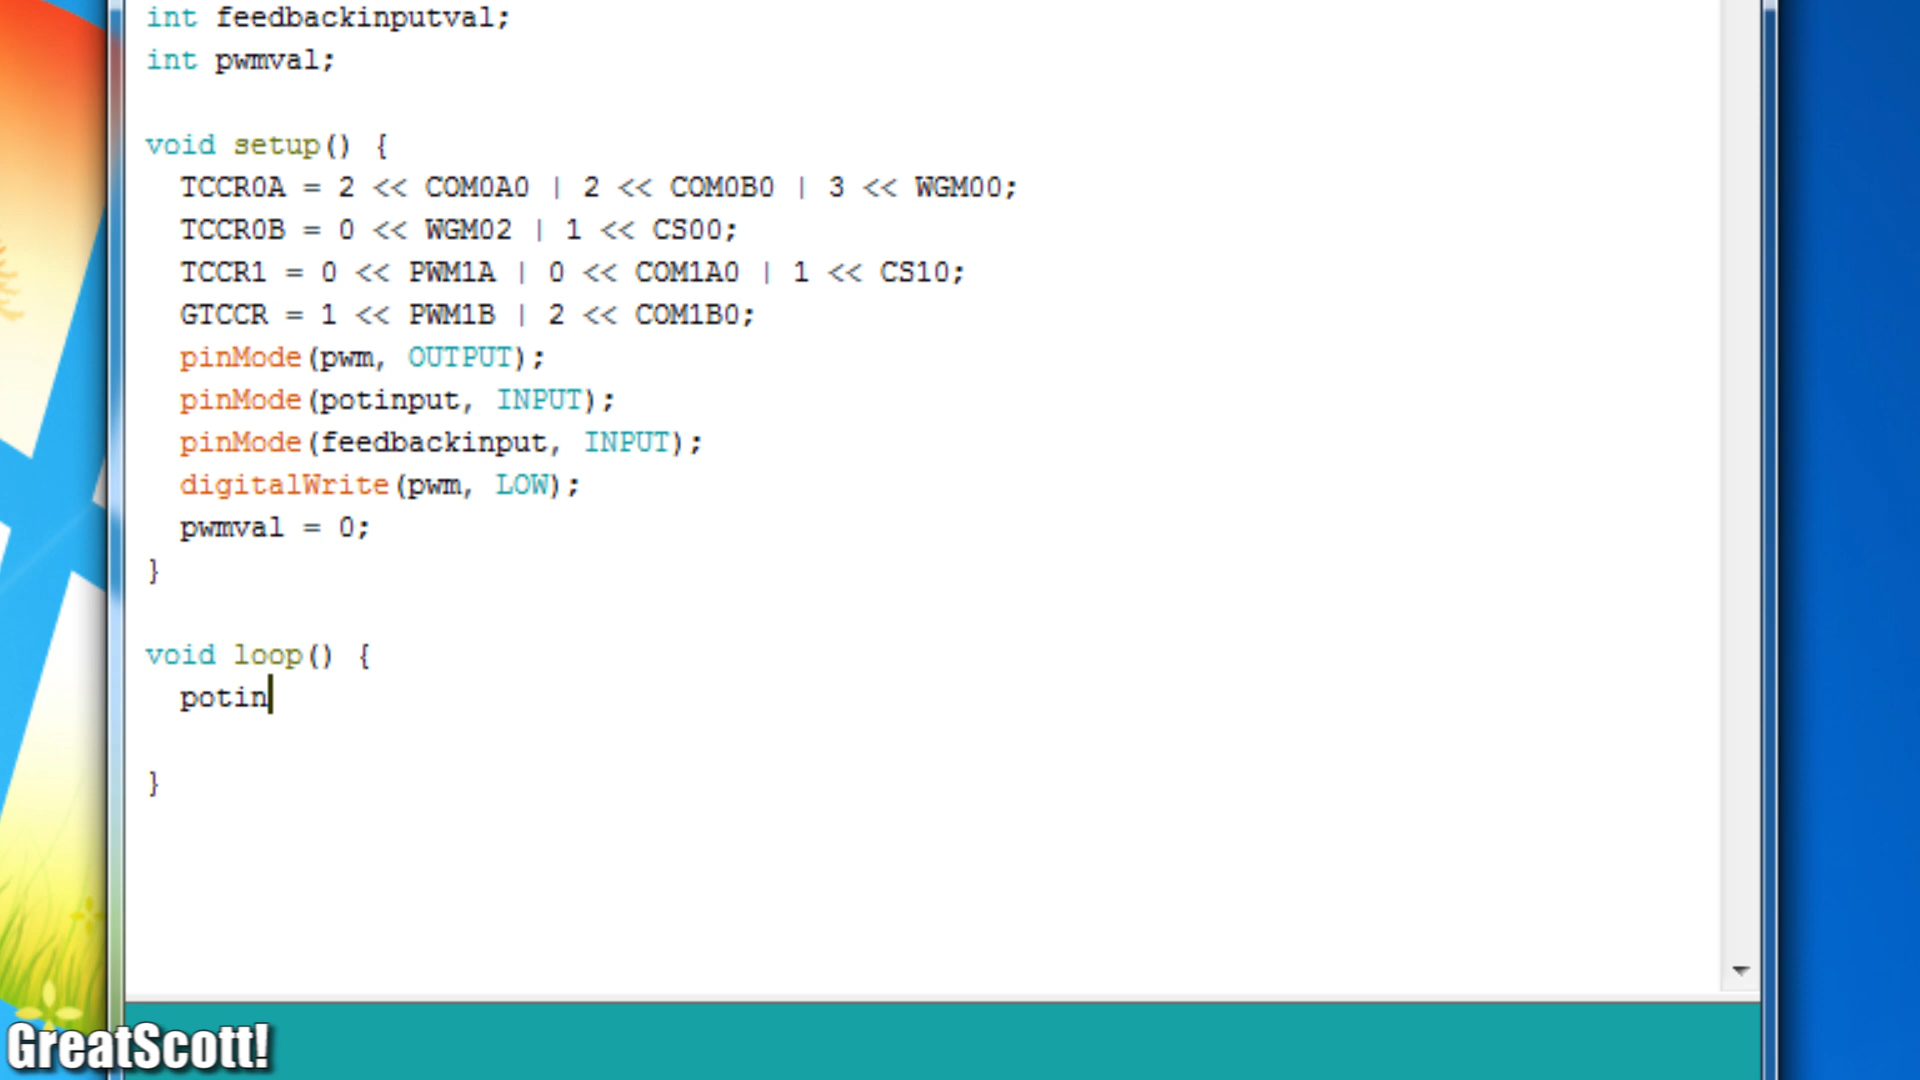 int feedbackinputval;
int pwmval;
void setup() {
TCCR0A = 2 << COM0A0 | 2 << COM0B0 | 3 << WGM00;
TCCR0B = 0 << WGM02 | 1 << CS00;
TCCR1 = 0 << PWM1A | 0 << COM1A0 | 1 << CS10;
GTCCR = 1 << PWM1B | 2 << COM1B0;
pinMode(pwm, OUTPUT);
pinMode(potinput, INPUT);
pinMode(feedbackinput, INPUT);
digitalWrite(pwm, LOW);
pwmval = 0;
}
void loop() {
potin
}
GreatScott!